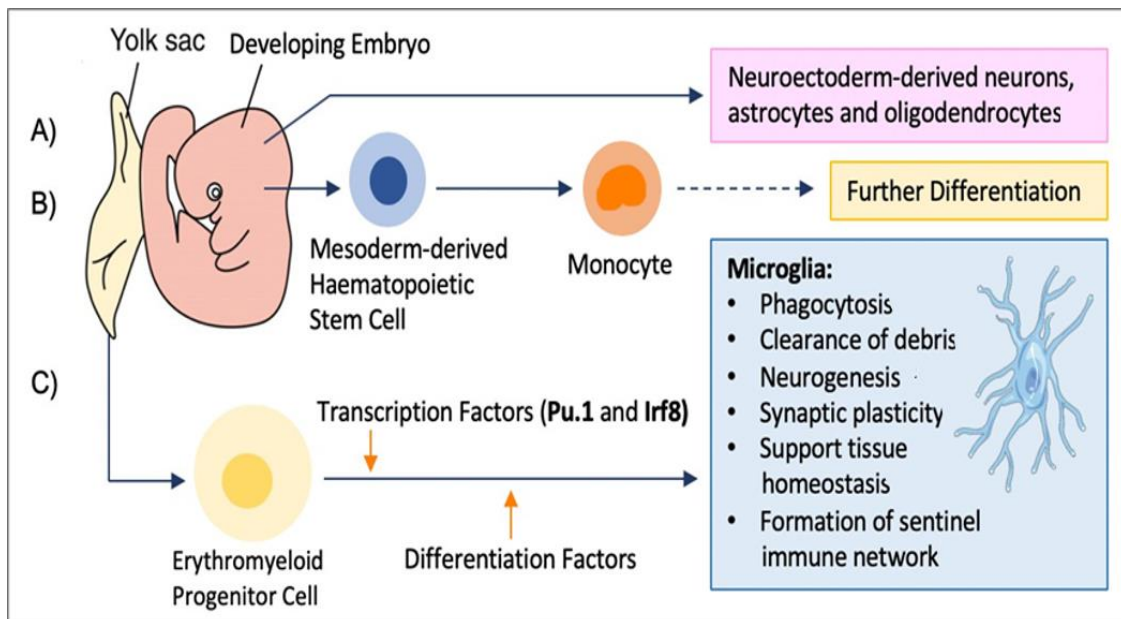 Yolk sac
Developing Embryo
A)
Neuroectoderm-derived neurons,
astrocytes and oligodendrocytes
B)
Mesoderm-derived
Haematopoietic
Stem Cell
Monocyte
Further Differentiation
C)
Transcription Factors (Pu.1 and Irf8)
Differentiation Factors
Erythromyeloid
Progenitor Cell
Microglia:
• Phagocytosis
• Clearance of debris
• Neurogenesis
• Synaptic plasticity
• Support tissue
homeostasis
• Formation of sentinel
immune network